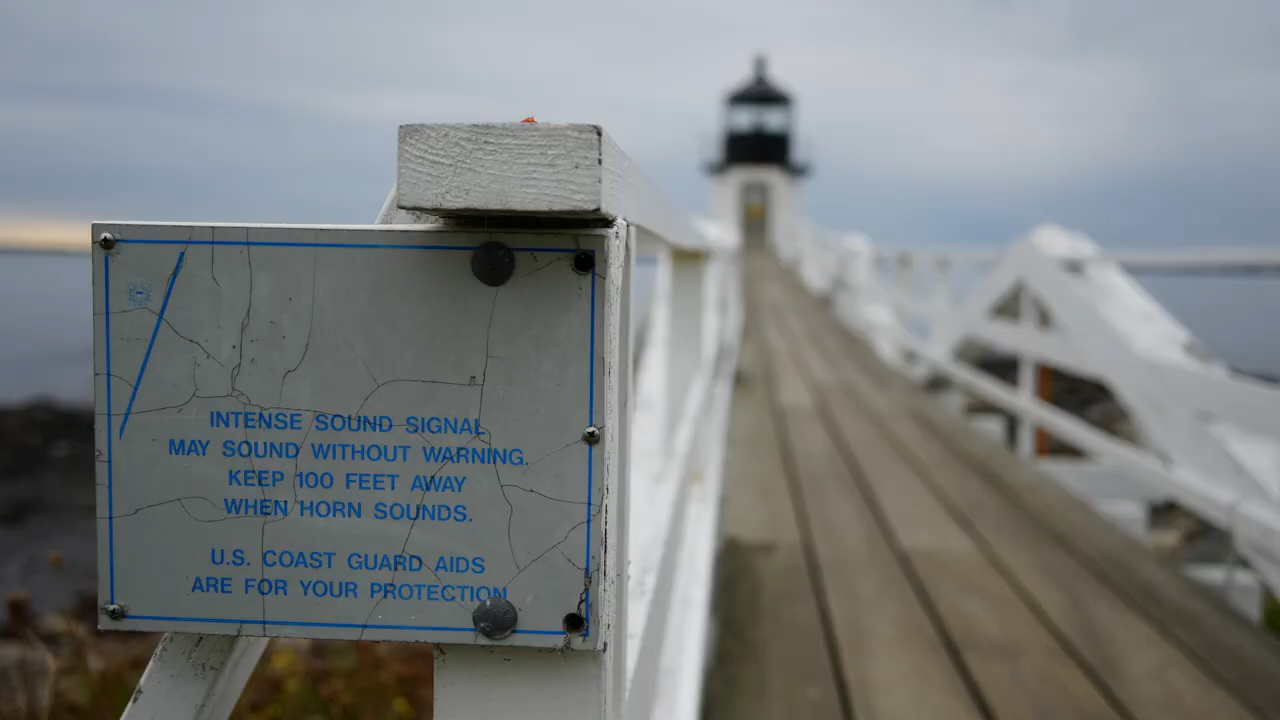 INTENSE SOUND SIGNAL
MAY SOUND WITHOUT WARNING.
KEEP 100 FEET AWAY
WHEN HORN SOUNDS.
U.S. COAST GUARD AIDS
ARE FOR YOUR PROTECTION